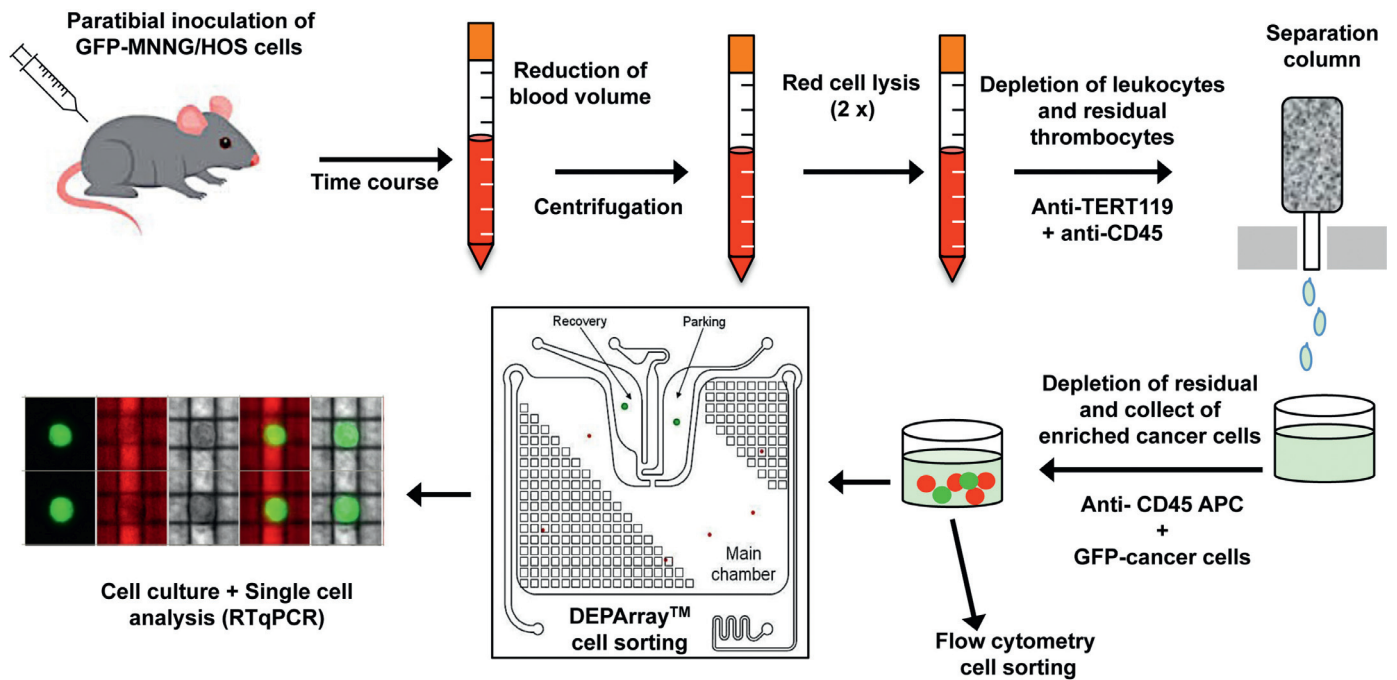 Paratibial inoculation of
GFP-MNNG/HOS cells
Time course
Reduction of
blood volume
Centrifugation
Red cell lysis
(2 x)
Depletion of leukocytes
and residual
thrombocytes
Anti-TERT119
+ anti-CD45
Separation
column
Depletion of residual
and collect of
enriched cancer cells
Anti- CD45 APC
+
GFP-cancer cells
Flow cytometry
cell sorting
Recovery
Parking
Main
chamber
DEPArray™
cell sorting
Cell culture + Single cell
analysis (RTqPCR)